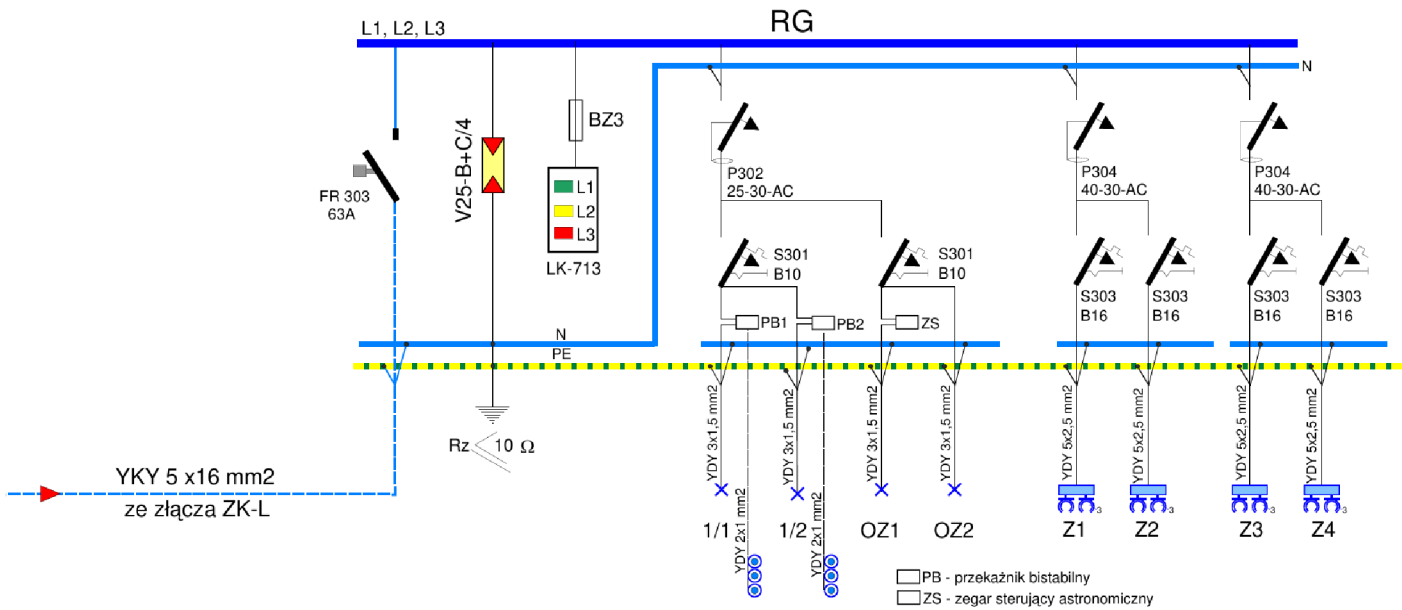 RG
L1, L2, L3
N
BZ3
V25-B+C/4
FR 303
63A
L1
L2
L3
LK-713
P302
25-30-AC
P304
40-30-AC
P304
40-30-AC
S301
B10
S301
B10
S303
B16
S303
B16
S303
B16
S303
B16
PB1
PB2
ZS
N
PE
Rz < 10 Ω
YKY 5 x16 mm2
ze złącza ZK-L
YDY 3x1,5 mm2
YDY 3x1,5 mm2
YDY 3x1,5 mm2
YDY 3x1,5 mm2
YDY 5x2,5 mm2
YDY 5x2,5 mm2
YDY 5x2,5 mm2
YDY 5x2,5 mm2
YDY 2x1 mm2
YDY 2x1 mm2
3
3
3
3
1/1
1/2
OZ1
OZ2
Z1
Z2
Z3
Z4
PB - przekaźnik bistabilny
ZS - zegar sterujący astronomiczny